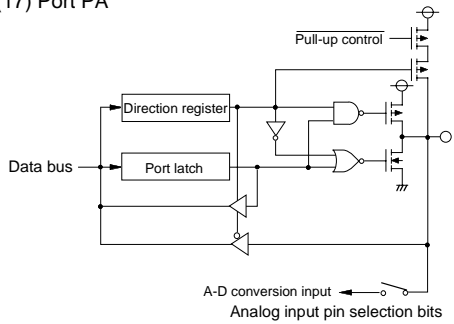 (17) Port PA
Pull-up control
Direction register
Data bus
Port latch
A-D conversion input
Analog input pin selection bits